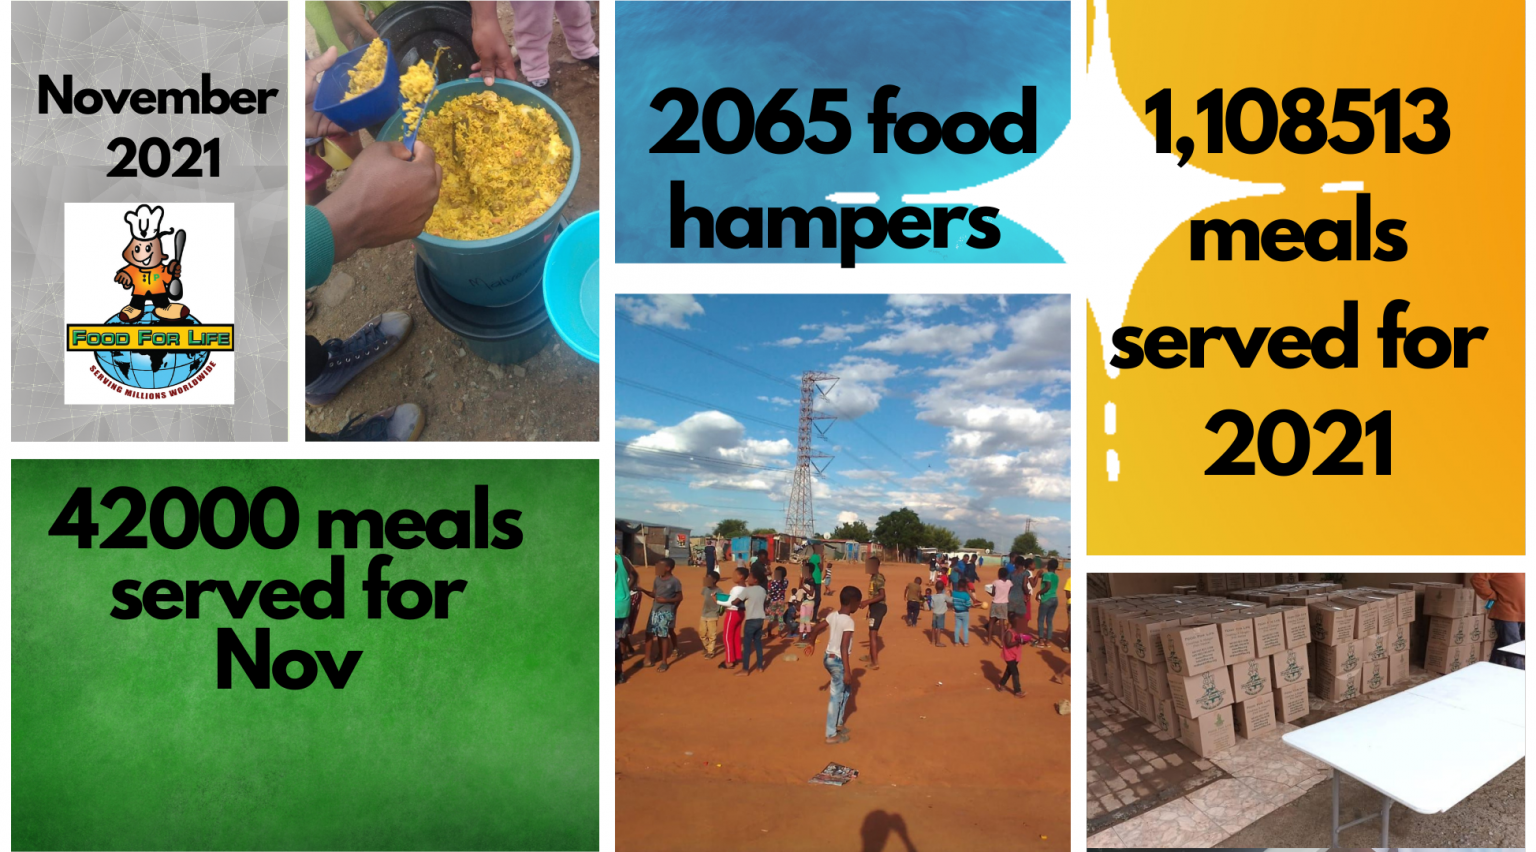 November
2021
FOOD FOR LIFE
SERVING MILLIONS WORLDWIDE
42000 meals
served for
Nov
2065 food
hampers
1,108513
meals
served for
2021